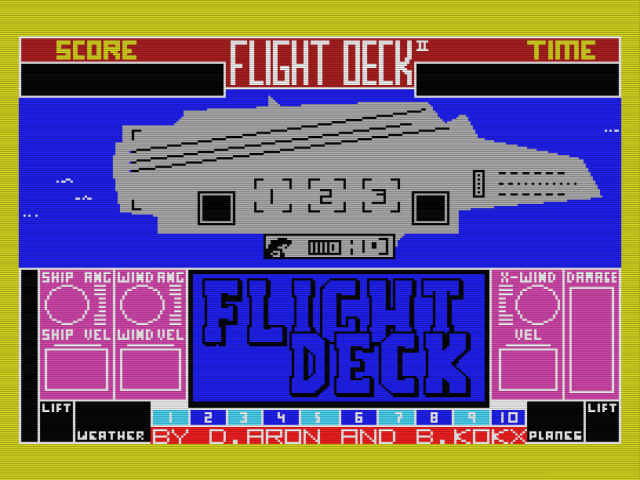 SCORE FLIGHT DECK II TIME
1 2 3
SHIP ANG WIND ANG X-WIND DAMAGE
FLIGHT
SHIP VEL WIND VEL VEL
DECK
LIFT LIFT
1 2 3 4 5 6 7 8 9 10
WEATHER BY D.ARON AND B.KOKX PLANES